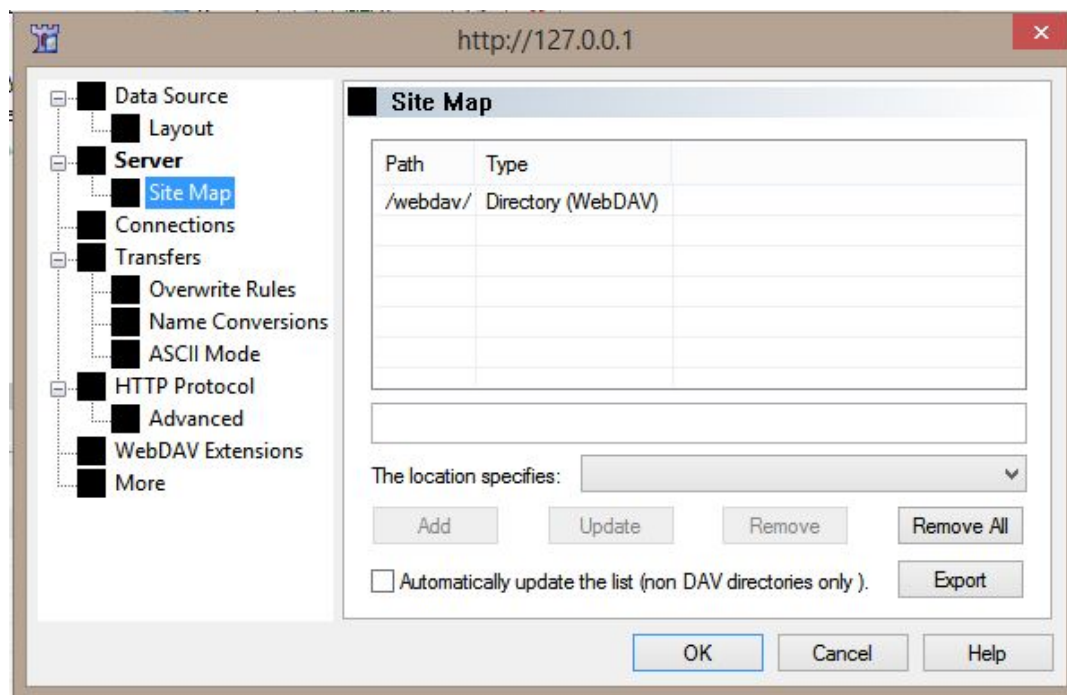 http://127.0.0.1
Data Source
Layout
Server
Site Map
Connections
Transfers
Overwrite Rules
Name Conversions
ASCII Mode
HTTP Protocol
Advanced
WebDAV Extensions
More
Site Map
Path Type
/webdav/ Directory (WebDAV)
The location specifies:
Add Update Remove Remove All
Automatically update the list (non DAV directories only ). Export
OK Cancel Help